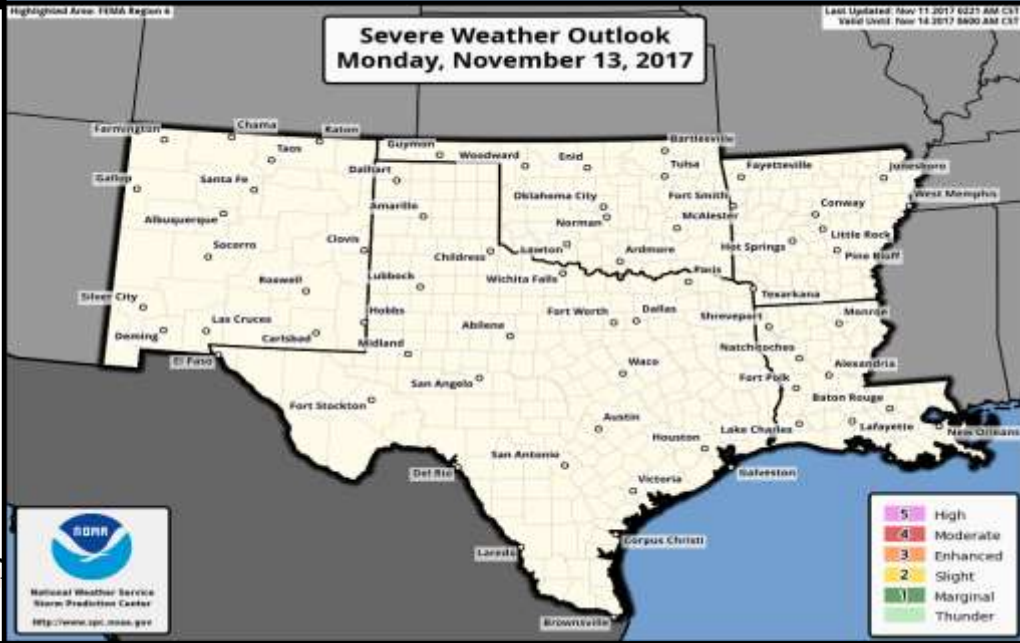 Highlighted Area: FEMA Region 6
Last Updated: Nov 11 2017 0221 AM CST
Valid Until: Nov 14 2017 0600 AM CST
Severe Weather Outlook
Monday, November 13, 2017
Farmington
Chama
Raton
Taos
Guymon
Woodward
Enid
Bartlesville
Tulsa
Fayetteville
Jonesboro
Gallup
Santa Fe
Dalhart
Oklahoma City
Fort Smith
Conway
West Memphis
Albuquerque
Amarillo
Norman
McAlester
Little Rock
Socorro
Clovis
Childress
Lawton
Ardmore
Hot Springs
Pine Bluff
Roswell
Lubbock
Wichita Falls
Paris
Texarkana
Silver City
Las Cruces
Hobbs
Fort Worth
Dallas
Shreveport
Monroe
Deming
Carlsbad
Midland
Abilene
Natchitoches
El Paso
San Angelo
Waco
Fort Polk
Alexandria
Fort Stockton
Austin
Baton Rouge
Houston
Lake Charles
Lafayette
New Orleans
Del Rio
San Antonio
Galveston
Victoria
Laredo
Corpus Christi
Brownsville
NOAA
National Weather Service
Storm Prediction Center
http://www.spc.noaa.gov
5 High
4 Moderate
3 Enhanced
2 Slight
1 Marginal
Thunder